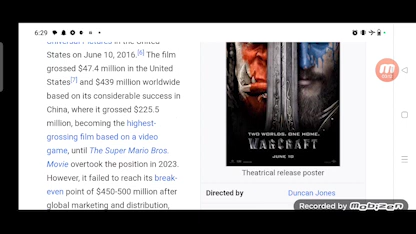 6:29
Universal Pictures in the United
States on June 10, 2016.[6] The film
grossed $47.4 million in the United
States[7] and $439 million worldwide
based on its considerable success in
China, where it grossed $225.5
million, becoming the highest-
grossing film based on a video
game, until The Super Mario Bros.
Movie overtook the position in 2023.
However, it failed to reach its break-
even point of $450-500 million after
global marketing and distribution,
TWO WORLDS. ONE HOME.
WARCRAFT
JUNE 10
Theatrical release poster
Directed by Duncan Jones
Recorded by Mobizen